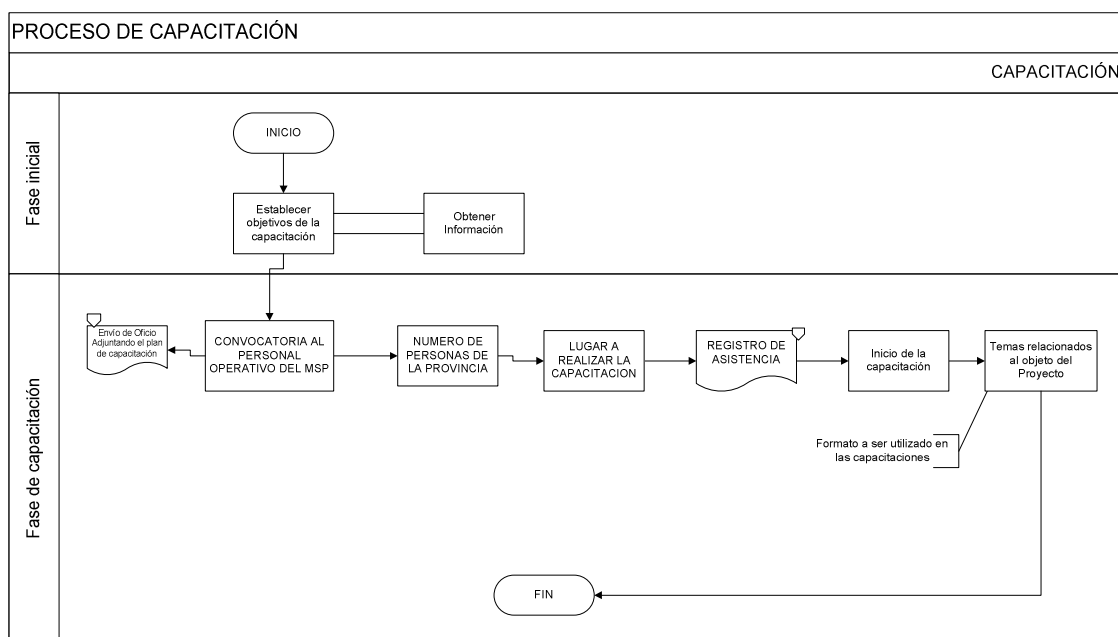 PROCESO DE CAPACITACIÓN
CAPACITACIÓN
Fase inicial
INICIO
Establecer
objetivos de la
capacitación
Obtener
Información
Fase de capacitación
Envío de Oficio
Adjuntando el plan
de capacitación
CONVOCATORIA AL
PERSONAL
OPERATIVO DEL MSP
NUMERO DE
PERSONAS DE
LA PROVINCIA
LUGAR A
REALIZAR LA
CAPACITACION
REGISTRO DE
ASISTENCIA
Inicio de la
capacitación
Temas relacionados
al objeto del
Proyecto
Formato a ser utilizado en
las capacitaciones
FIN